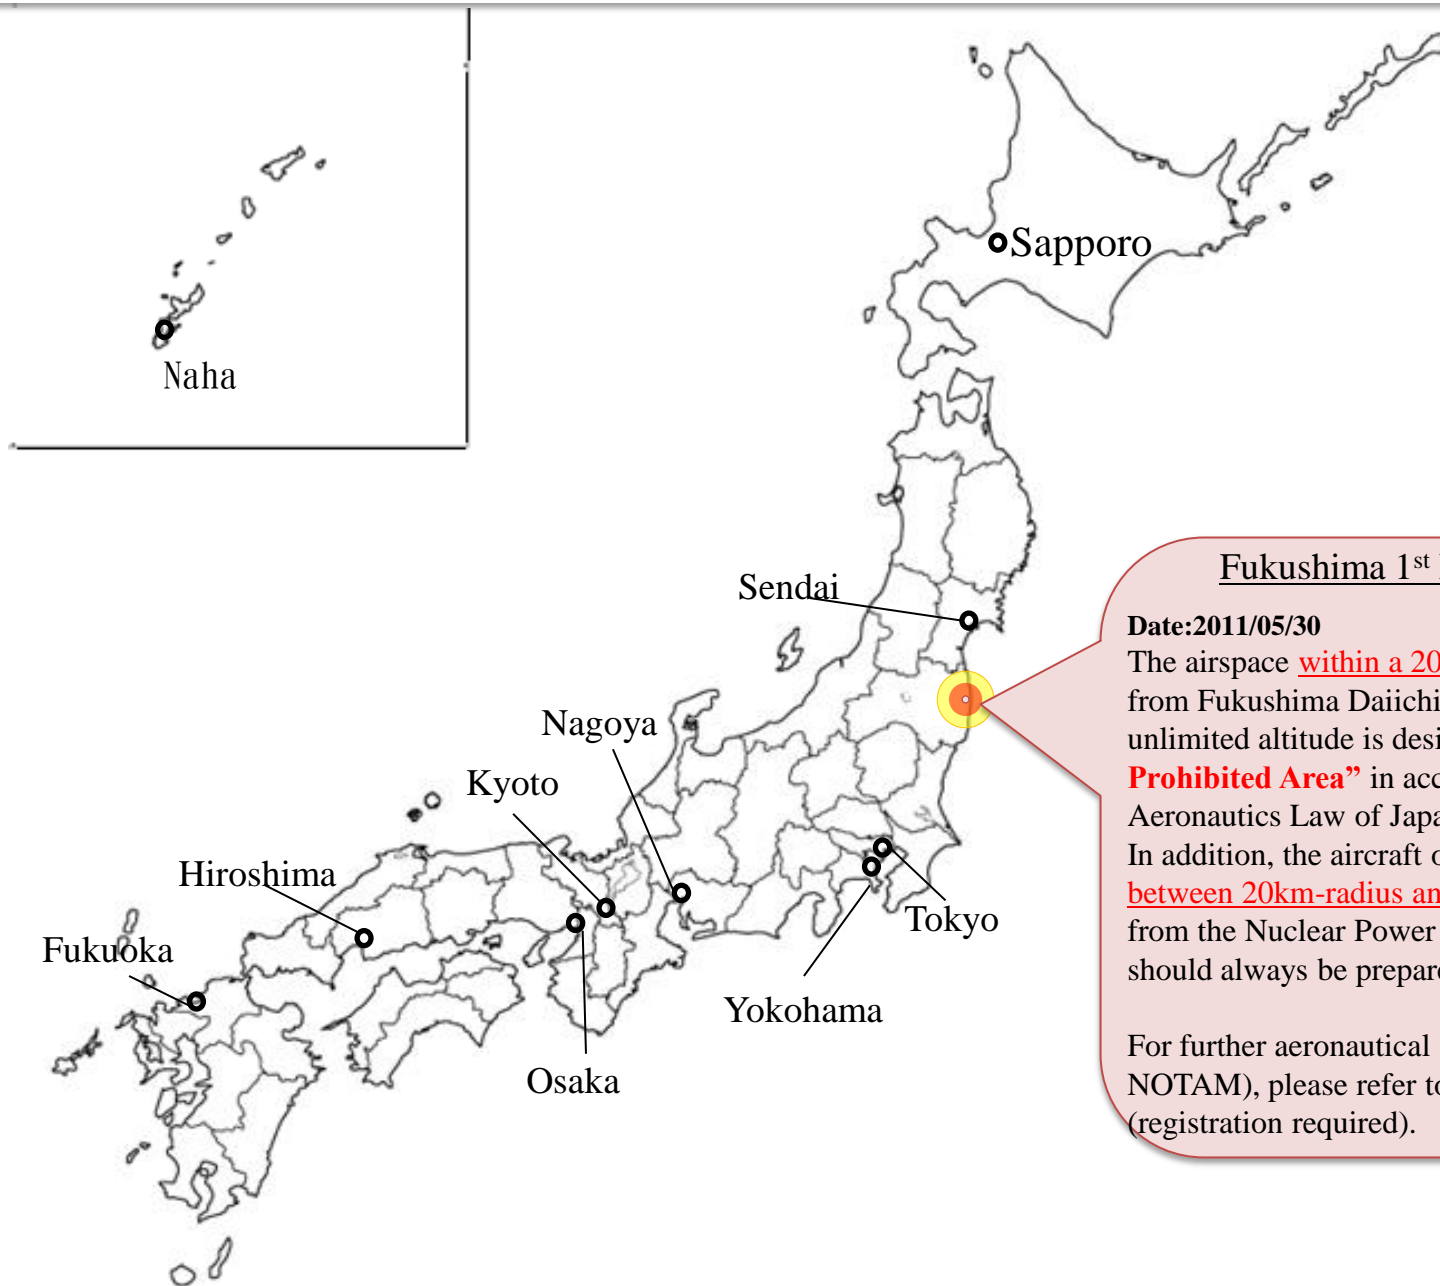 Sapporo
Naha
Sendai
Nagoya
Kyoto
Hiroshima
Fukuoka
Tokyo
Yokohama
Osaka
Fukushima 1st
Date:2011/05/30
The airspace within a 20
from Fukushima Daiichi
unlimited altitude is desi
Prohibited Area” in acc
Aeronautics Law of Japa
In addition, the aircraft o
between 20km-radius an
from the Nuclear Power
should always be prepare
For further aeronautical
NOTAM), please refer to
(registration required).